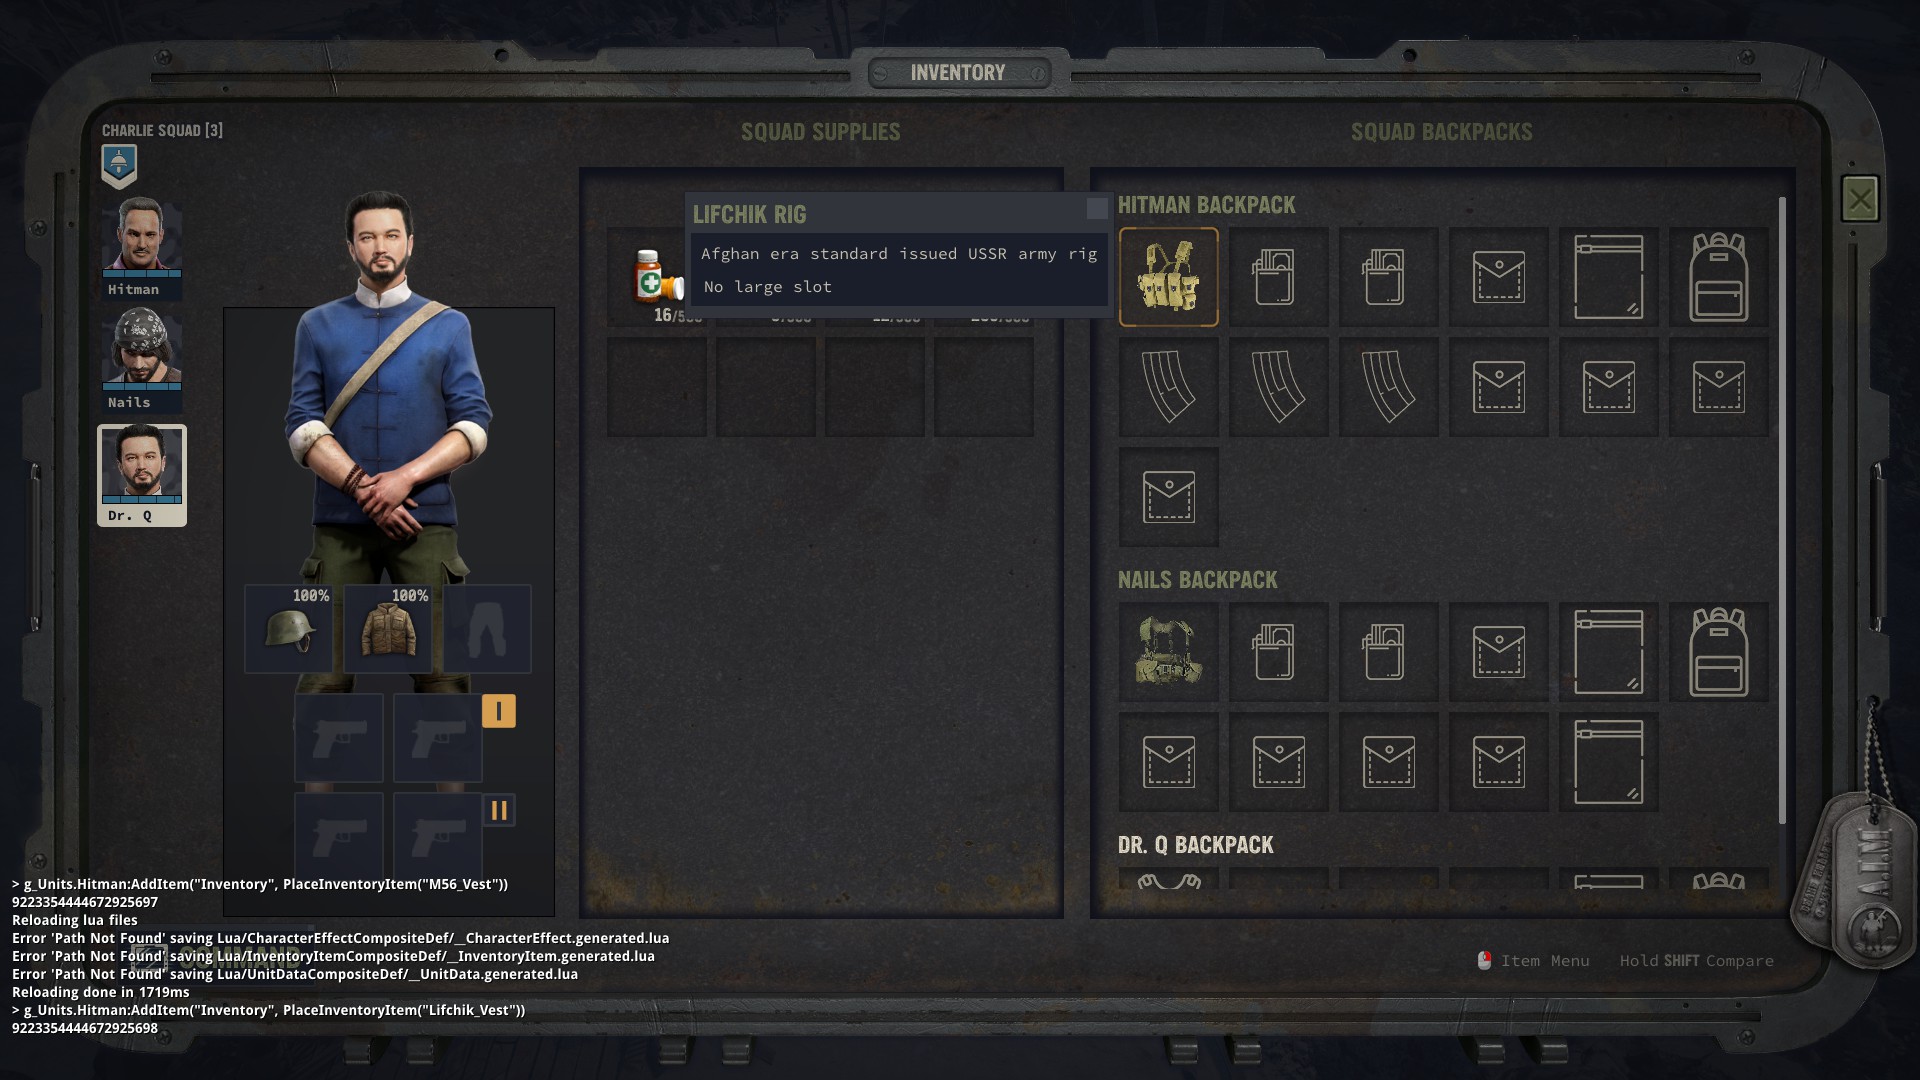 INVENTORY
CHARLIE SQUAD [3]
Hitman
Nails
Dr. Q
100%
100%
I
II
SQUAD SUPPLIES
LIFCHIK RIG
Afghan era standard issued USSR army rig
No large slot
SQUAD BACKPACKS
HITMAN BACKPACK
NAILS BACKPACK
DR. Q BACKPACK
> g_Units.Hitman:AddItem("Inventory", PlaceInventoryItem("M56_Vest"))
9223354444672925697
Reloading lua files
Error 'Path Not Found' saving Lua/CharacterEffectCompositeDef/__CharacterEffect.generated.lua
Error 'Path Not Found' saving Lua/InventoryItemCompositeDef/__InventoryItem.generated.lua
Error 'Path Not Found' saving Lua/UnitDataCompositeDef/__UnitData.generated.lua
Reloading done in 1719ms
> g_Units.Hitman:AddItem("Inventory", PlaceInventoryItem("Lifchik_Vest"))
9223354444672925698
COMMAND
Item Menu
Hold SHIFT Compare
A.I.M.